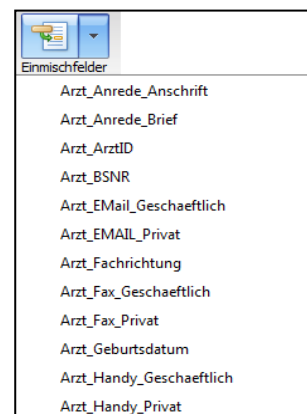 Einmischfelder
Arzt_Anrede_Anschrift
Arzt_Anrede_Brief
Arzt_ArztID
Arzt_BSNR
Arzt_EMail_Geschaeftlich
Arzt_EMAIL_Privat
Arzt_Fachrichtung
Arzt_Fax_Geschaeftlich
Arzt_Fax_Privat
Arzt_Geburtsdatum
Arzt_Handy_Geschaeftlich
Arzt_Handy_Privat